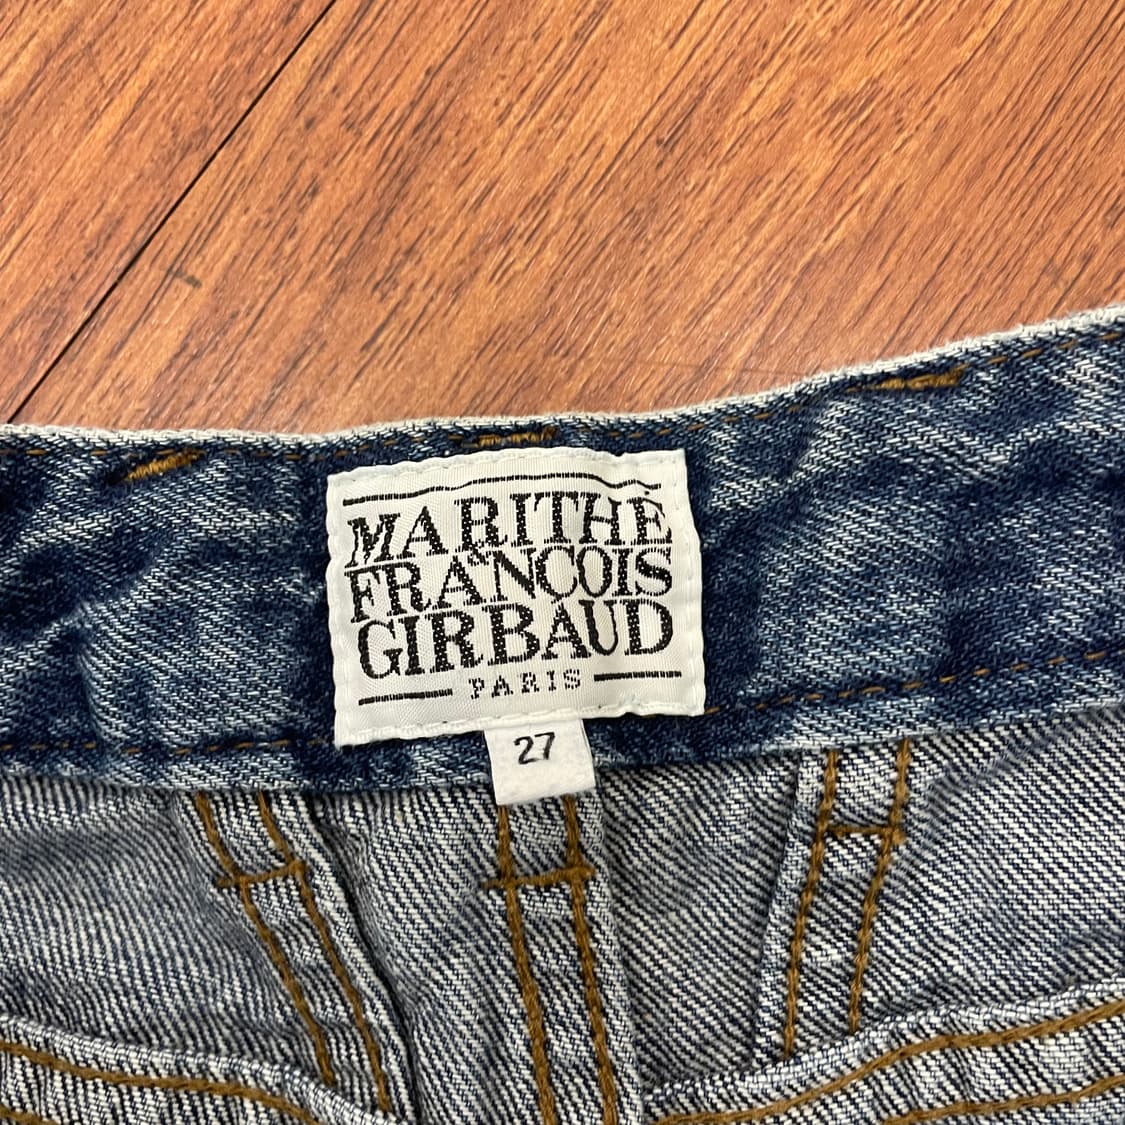 MARITHÉ
FRANÇOIS
GIRBAUD
PARIS
27